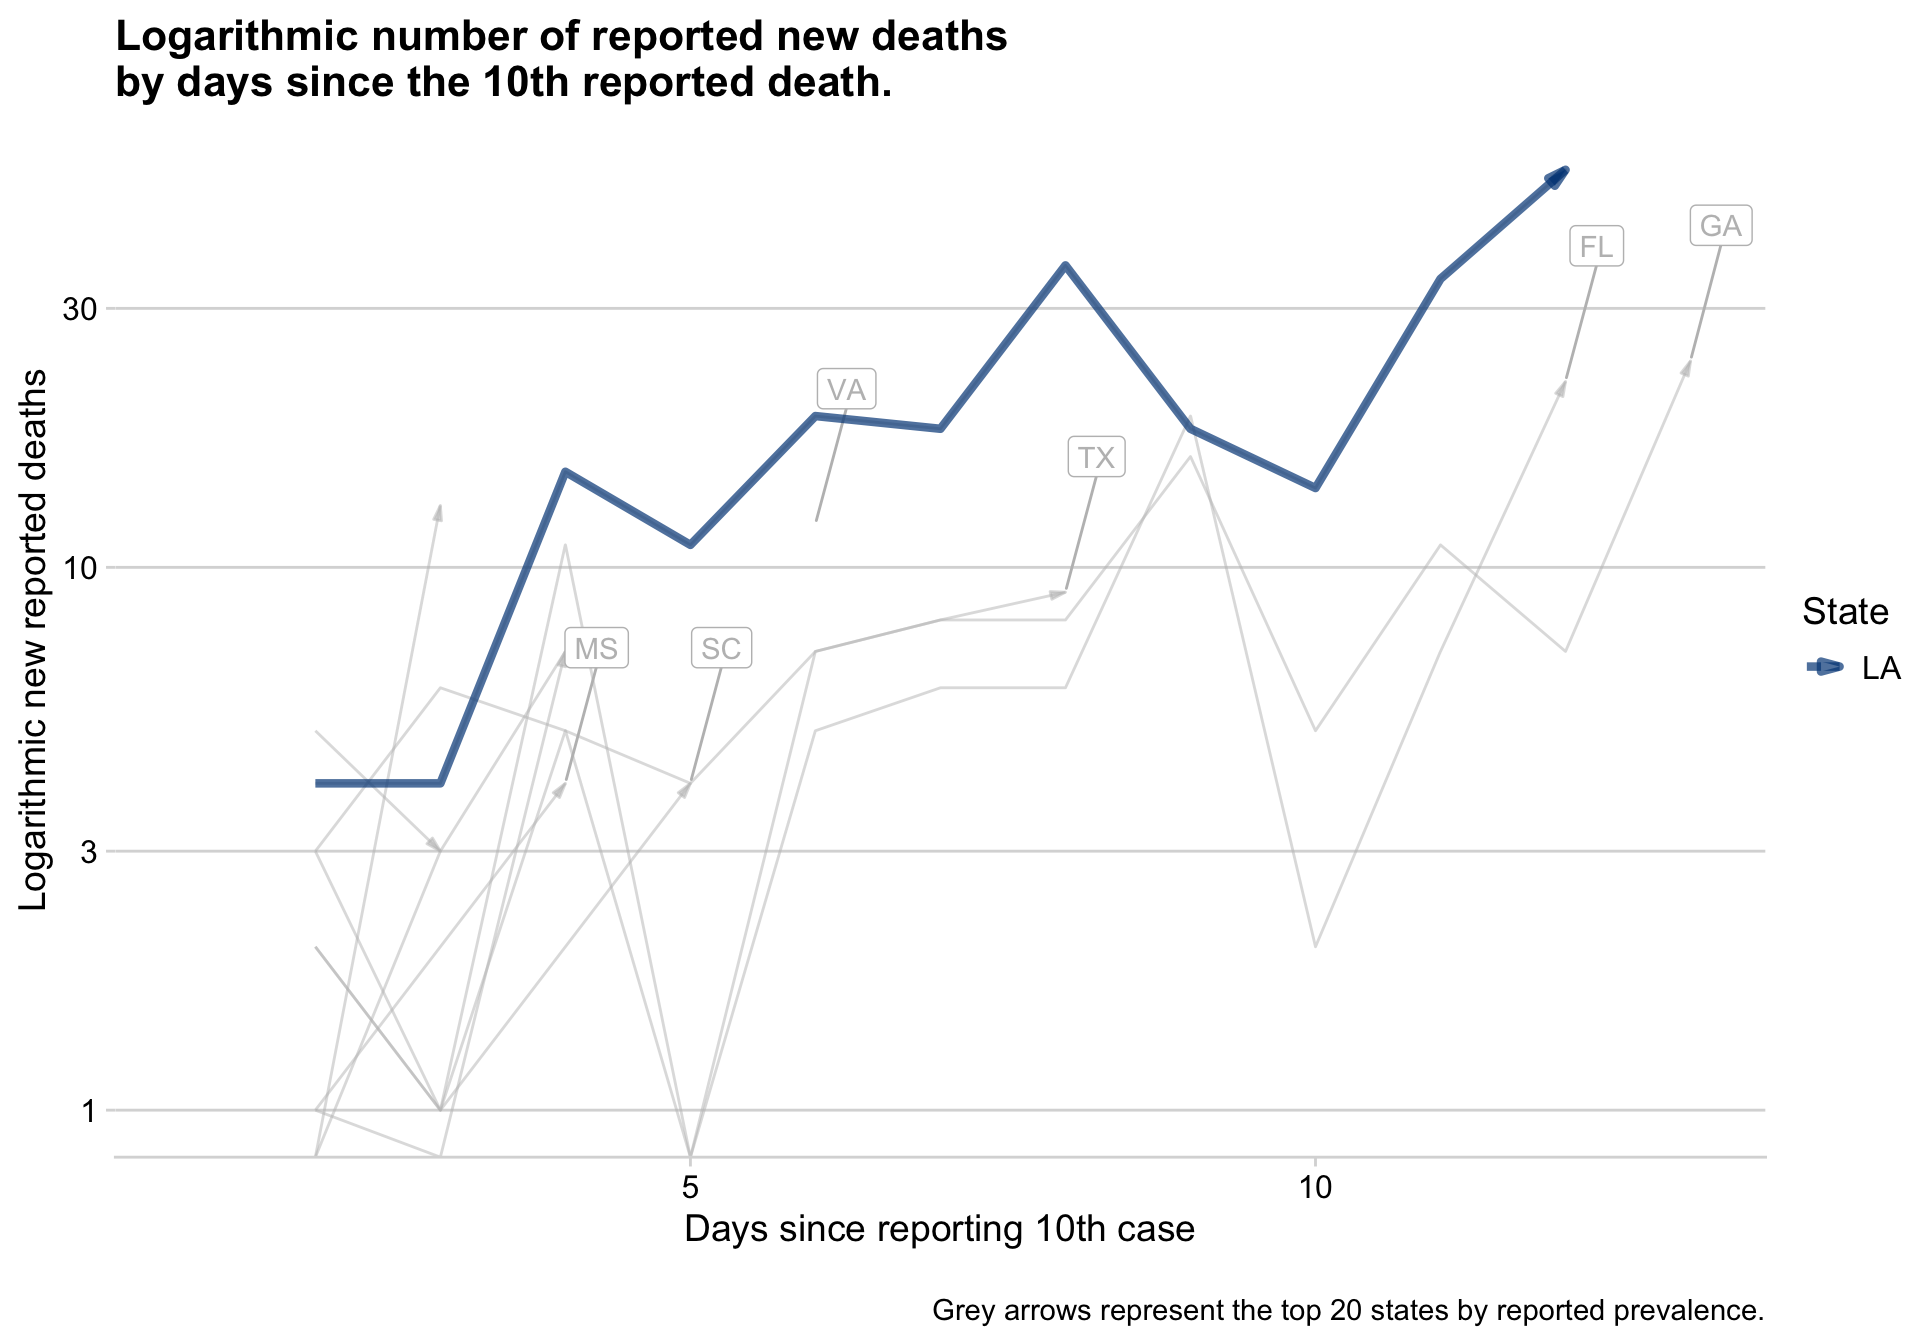 Logarithmic number of reported new deaths
by days since the 10th reported death.
GA
FL
30
VA
TX
10
MS
SC
3
1
Logarithmic new reported deaths
State
LA
5
10
Days since reporting 10th case
Grey arrows represent the top 20 states by reported prevalence.